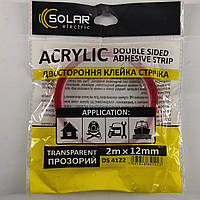 SOLAR
electric
ACRYLIC DOUBLE SIDED
ADHESIVE STRIP
ДВОСТОРОННЯ КЛЕЙКА СТРІЧКА
APPLICATION:
TRANSPARENT
ПРОЗОРИЙ
2m x 12mm
DS 4122